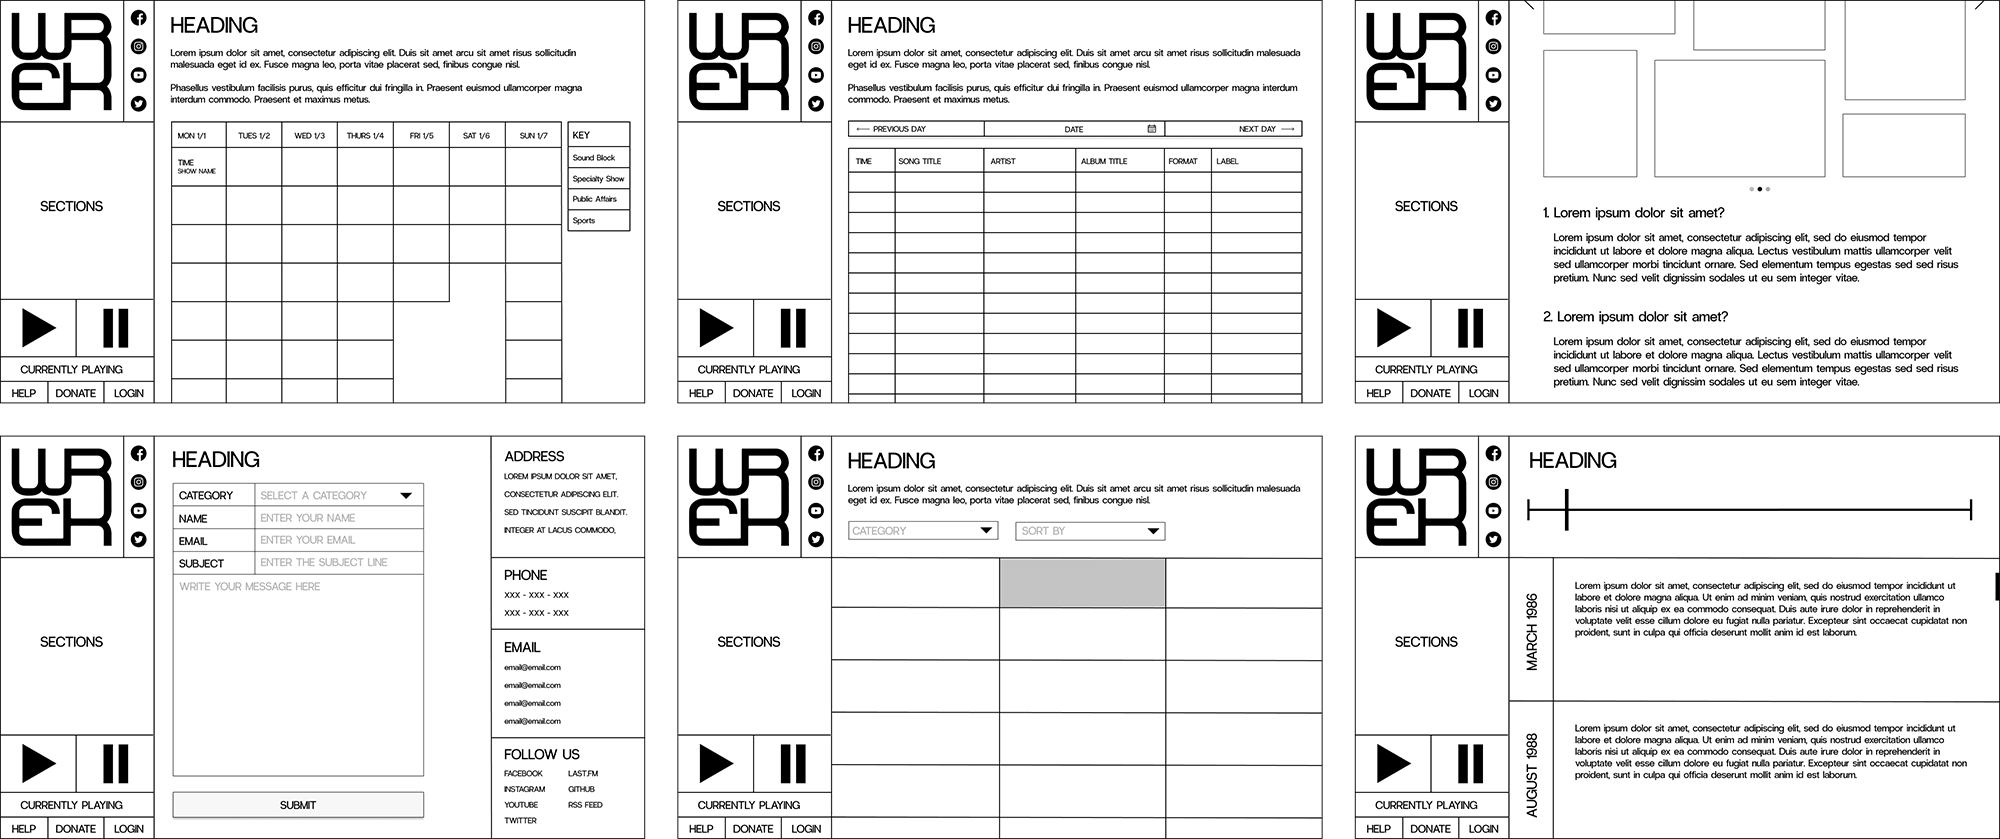 WREK
HEADING
Lorem ipsum dolor sit amet, consectetur adipiscing elit. Duis sit amet arcu sit amet risus sollicitudin
malesuada eget id ex. Fusce magna leo, porta vitae placerat sed, finibus congue nisl.
Phasellus vestibulum facilisis purus, quis efficitur dui fringilla in. Praesent euismod ullamcorper magna
interdum commodo. Praesent et maximus metus.
MON 1/1 TUES 1/2 WED 1/3 THURS 1/4 FRI 1/5 SAT 1/6 SUN 1/7
TIME
SHOW NAME
KEY
Sound Block
Specialty Show
Public Affairs
Sports
SECTIONS
CURRENTLY PLAYING
HELP DONATE LOGIN
WREK
HEADING
Lorem ipsum dolor sit amet, consectetur adipiscing elit. Duis sit amet arcu sit amet risus sollicitudin malesuada
eget id ex. Fusce magna leo, porta vitae placerat sed, finibus congue nisl.
Phasellus vestibulum facilisis purus, quis efficitur dui fringilla in. Praesent euismod ullamcorper magna interdum
commodo. Praesent et maximus metus.
PREVIOUS DAY DATE NEXT DAY
TIME SONG TITLE ARTIST ALBUM TITLE FORMAT LABEL
SECTIONS
CURRENTLY PLAYING
HELP DONATE LOGIN
WREK
1. Lorem ipsum dolor sit amet?
Lorem ipsum dolor sit amet, consectetur adipiscing elit, sed do eiusmod tempor
incididunt ut labore et dolore magna aliqua. Lectus vestibulum mattis ullamcorper velit
sed ullamcorper morbi tincidunt ornare. Sed elementum tempus egestas sed sed risus
pretium. Nunc sed velit dignissim sodales ut eu sem integer vitae.
2. Lorem ipsum dolor sit amet?
Lorem ipsum dolor sit amet, consectetur adipiscing elit, sed do eiusmod tempor
incididunt ut labore et dolore magna aliqua. Lectus vestibulum mattis ullamcorper velit
sed ullamcorper morbi tincidunt ornare. Sed elementum tempus egestas sed sed risus
pretium. Nunc sed velit dignissim sodales ut eu sem integer vitae.
SECTIONS
CURRENTLY PLAYING
HELP DONATE LOGIN
WREK
HEADING
CATEGORY SELECT A CATEGORY
NAME ENTER YOUR NAME
EMAIL ENTER YOUR EMAIL
SUBJECT ENTER THE SUBJECT LINE
WRITE YOUR MESSAGE HERE
SUBMIT
ADDRESS
LOREM IPSUM DOLOR SIT AMET,
CONSECTETUR ADIPISCING ELIT.
SED TINCIDUNT SUSCIPIT BLANDIT.
INTEGER AT LACUS COMMODO,
PHONE
XXX - XXX - XXX
XXX - XXX - XXX
EMAIL
email@email.com
email@email.com
email@email.com
email@email.com
FOLLOW US
FACEBOOK LAST.FM
INSTAGRAM GITHUB
YOUTUBE RSS FEED
TWITTER
SECTIONS
CURRENTLY PLAYING
HELP DONATE LOGIN
WREK
HEADING
Lorem ipsum dolor sit amet, consectetur adipiscing elit. Duis sit amet arcu sit amet risus sollicitudin malesuada
eget id ex. Fusce magna leo, porta vitae placerat sed, finibus congue nisl.
CATEGORY SORT BY
SECTIONS
CURRENTLY PLAYING
HELP DONATE LOGIN
WREK
HEADING
MARCH 1986
Lorem ipsum dolor sit amet, consectetur adipiscing elit, sed do eiusmod tempor incididunt ut
labore et dolore magna aliqua. Ut enim ad minim veniam, quis nostrud exercitation ullamco
laboris nisi ut aliquip ex ea commodo consequat. Duis aute irure dolor in reprehenderit in
voluptate velit esse cillum dolore eu fugiat nulla pariatur. Excepteur sint occaecat cupidatat non
proident, sunt in culpa qui officia deserunt mollit anim id est laborum.
AUGUST 1988
Lorem ipsum dolor sit amet, consectetur adipiscing elit, sed do eiusmod tempor incididunt ut
labore et dolore magna aliqua. Ut enim ad minim veniam, quis nostrud exercitation ullamco
laboris nisi ut aliquip ex ea commodo consequat. Duis aute irure dolor in reprehenderit in
voluptate velit esse cillum dolore eu fugiat nulla pariatur. Excepteur sint occaecat cupidatat non
proident, sunt in culpa qui officia deserunt mollit anim id est laborum.
SECTIONS
CURRENTLY PLAYING
HELP DONATE LOGIN